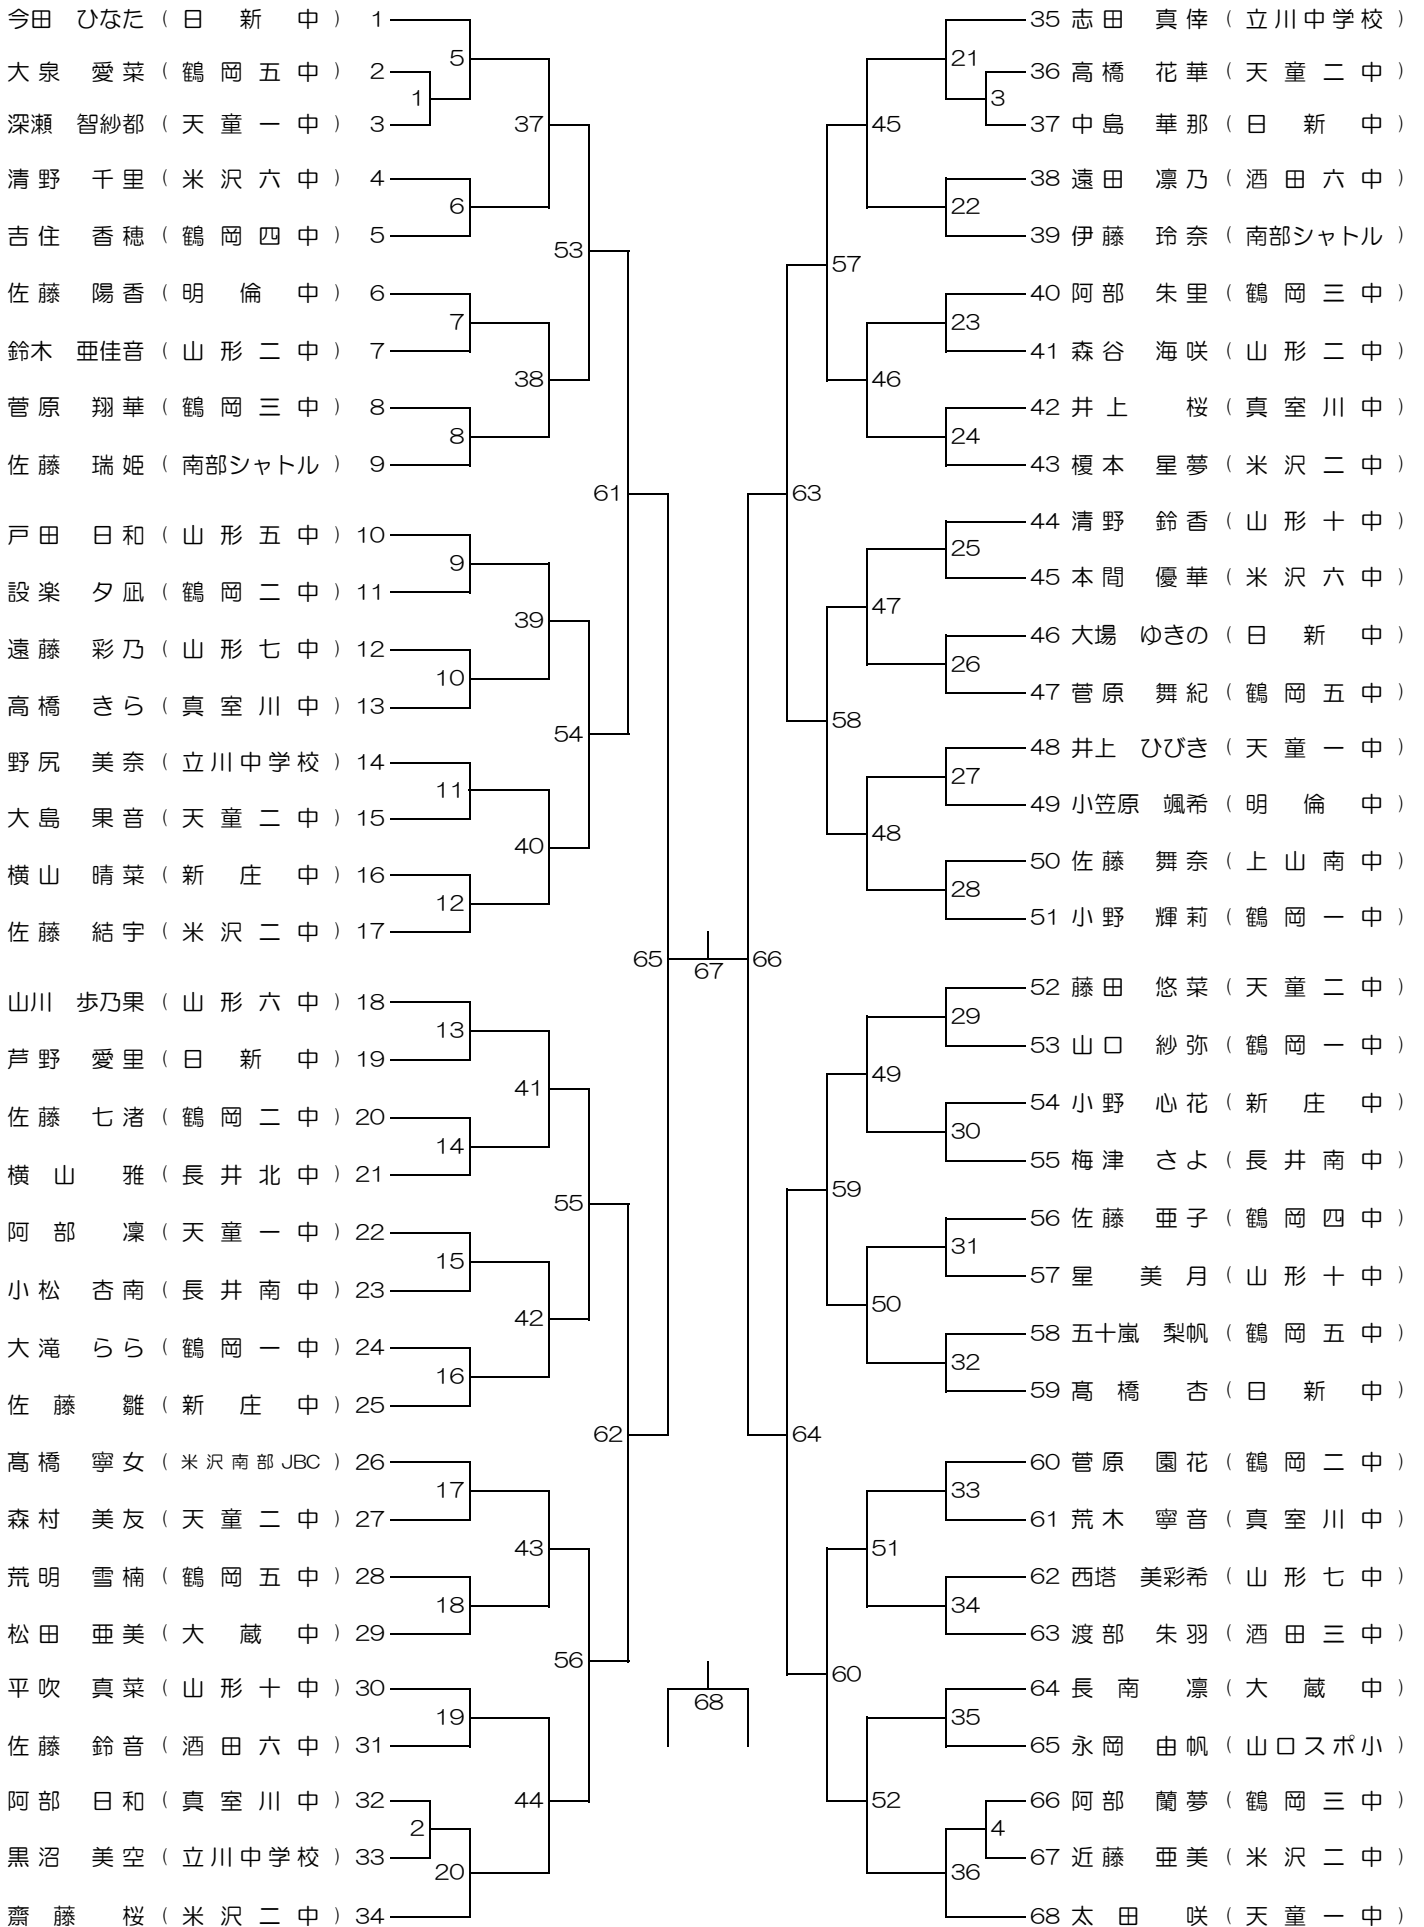 今田 ひなた ( 日 新 中 ) 1
大泉 愛菜 ( 鶴岡五中 ) 2
深瀬 智紗都 ( 天童一中 ) 3
清野 千里 ( 米沢六中 ) 4
吉住 香穂 ( 鶴岡四中 ) 5
佐藤 陽香 ( 明 倫 中 ) 6
鈴木 亜佳音 ( 山形二中 ) 7
菅原 翔華 ( 鶴岡三中 ) 8
佐藤 瑞姫 ( 南部シャトル ) 9
戸田 日和 ( 山形五中 ) 10
設楽 夕凪 ( 鶴岡二中 ) 11
遠藤 彩乃 ( 山形七中 ) 12
高橋 きら ( 真室川中 ) 13
野尻 美奈 ( 立川中学校 ) 14
大島 果音 ( 天童二中 ) 15
横山 晴菜 ( 新 庄 中 ) 16
佐藤 結宇 ( 米沢二中 ) 17
山川 歩乃果 ( 山形六中 ) 18
芦野 愛里 ( 日 新 中 ) 19
佐藤 七渚 ( 鶴岡二中 ) 20
横山 雅 ( 長井北中 ) 21
阿部 凜 ( 天童一中 ) 22
小松 杏南 ( 長井南中 ) 23
大滝 らら ( 鶴岡一中 ) 24
佐藤 雛 ( 新 庄 中 ) 25
髙橋 寧女 ( 米沢南部JBC ) 26
森村 美友 ( 天童二中 ) 27
荒明 雪楠 ( 鶴岡五中 ) 28
松田 亜美 ( 大 蔵 中 ) 29
平吹 真菜 ( 山形十中 ) 30
佐藤 鈴音 ( 酒田六中 ) 31
阿部 日和 ( 真室川中 ) 32
黒沼 美空 ( 立川中学校 ) 33
齋藤 桜 ( 米沢二中 ) 34
1
2
5
6
7
8
9
10
11
12
13
14
15
16
17
18
19
20
37
38
39
40
41
42
43
44
53
54
55
56
61
62
65
67
68
66
63
64
57
58
59
60
45
46
47
48
49
50
51
52
21
22
23
24
25
26
27
28
29
30
31
32
33
34
35
36
3
4
35 志田 真倖 ( 立川中学校 )
36 高橋 花華 ( 天童二中 )
37 中島 華那 ( 日 新 中 )
38 遠田 凛乃 ( 酒田六中 )
39 伊藤 玲奈 ( 南部シャトル )
40 阿部 朱里 ( 鶴岡三中 )
41 森谷 海咲 ( 山形二中 )
42 井上 桜 ( 真室川中 )
43 榎本 星夢 ( 米沢二中 )
44 清野 鈴香 ( 山形十中 )
45 本間 優華 ( 米沢六中 )
46 大場 ゆきの ( 日 新 中 )
47 菅原 舞紀 ( 鶴岡五中 )
48 井上 ひびき ( 天童一中 )
49 小笠原 颯希 ( 明 倫 中 )
50 佐藤 舞奈 ( 上山南中 )
51 小野 輝莉 ( 鶴岡一中 )
52 藤田 悠菜 ( 天童二中 )
53 山口 紗弥 ( 鶴岡一中 )
54 小野 心花 ( 新 庄 中 )
55 梅津 さよ ( 長井南中 )
56 佐藤 亜子 ( 鶴岡四中 )
57 星 美月 ( 山形十中 )
58 五十嵐 梨帆 ( 鶴岡五中 )
59 髙橋 杏 ( 日 新 中 )
60 菅原 園花 ( 鶴岡二中 )
61 荒木 寧音 ( 真室川中 )
62 西塔 美彩希 ( 山形七中 )
63 渡部 朱羽 ( 酒田三中 )
64 長南 凛 ( 大 蔵 中 )
65 永岡 由帆 ( 山口スポ小 )
66 阿部 蘭夢 ( 鶴岡三中 )
67 近藤 亜美 ( 米沢二中 )
68 太田 咲 ( 天童一中 )